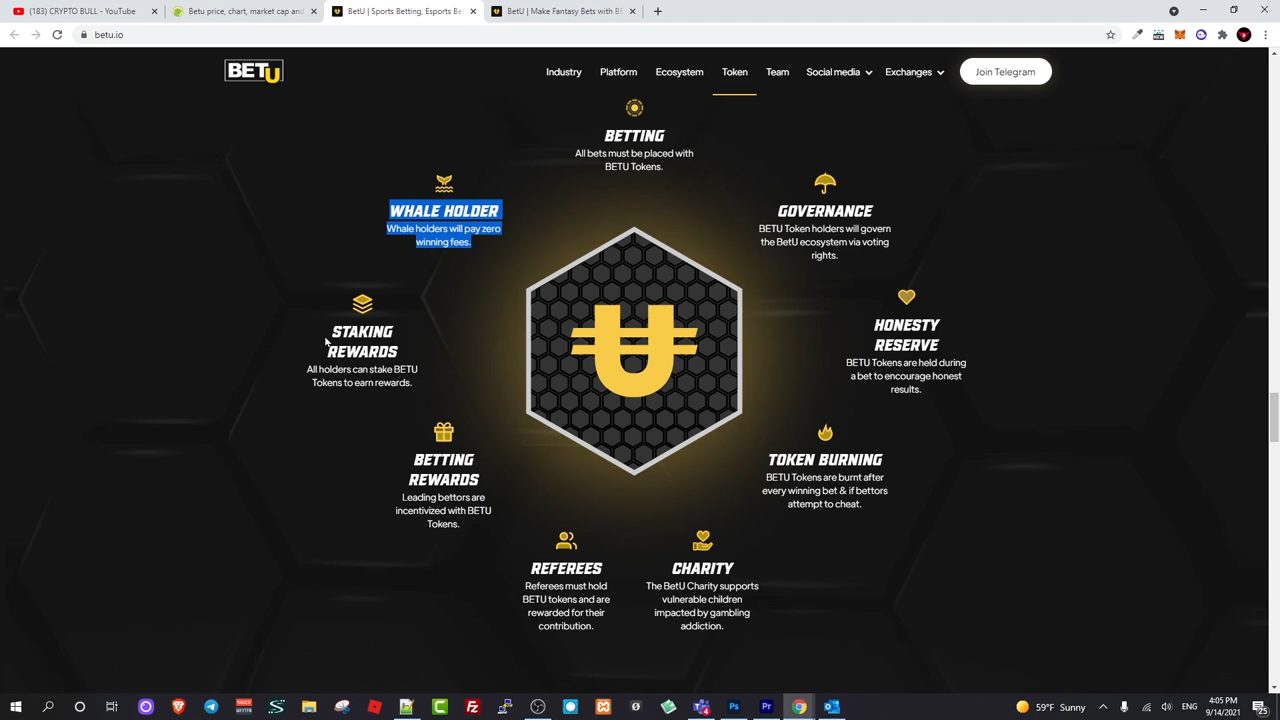 (183) CRYPTO BULL - YouTube
Betu price, chart, market cap and
BetU | Sports Betting, Esports Be
BetU | Make Fantasy Bets with BE
betu.io
BETU
Industry
Platform
Ecosystem
Token
Team
Social media
Exchanges
Join Telegram
BETTING
All bets must be placed with
BETU Tokens.
WHALE HOLDER
Whale holders will pay zero
winning fees.
GOVERNANCE
BETU Token holders will govern
the BetU ecosystem via voting
rights.
STAKING
REWARDS
All holders can stake BETU
Tokens to earn rewards.
HONESTY
RESERVE
BETU Tokens are held during
a bet to encourage honest
results.
BETTING
REWARDS
Leading bettors are
incentivized with BETU
Tokens.
TOKEN BURNING
BETU Tokens are burnt after
every winning bet & if bettors
attempt to cheat.
REFEREES
Referees must hold
BETU tokens and are
rewarded for their
contribution.
CHARITY
The BetU Charity supports
vulnerable children
impacted by gambling
addiction.
59°F Sunny
ENG
4:05 PM
9/14/2021
25